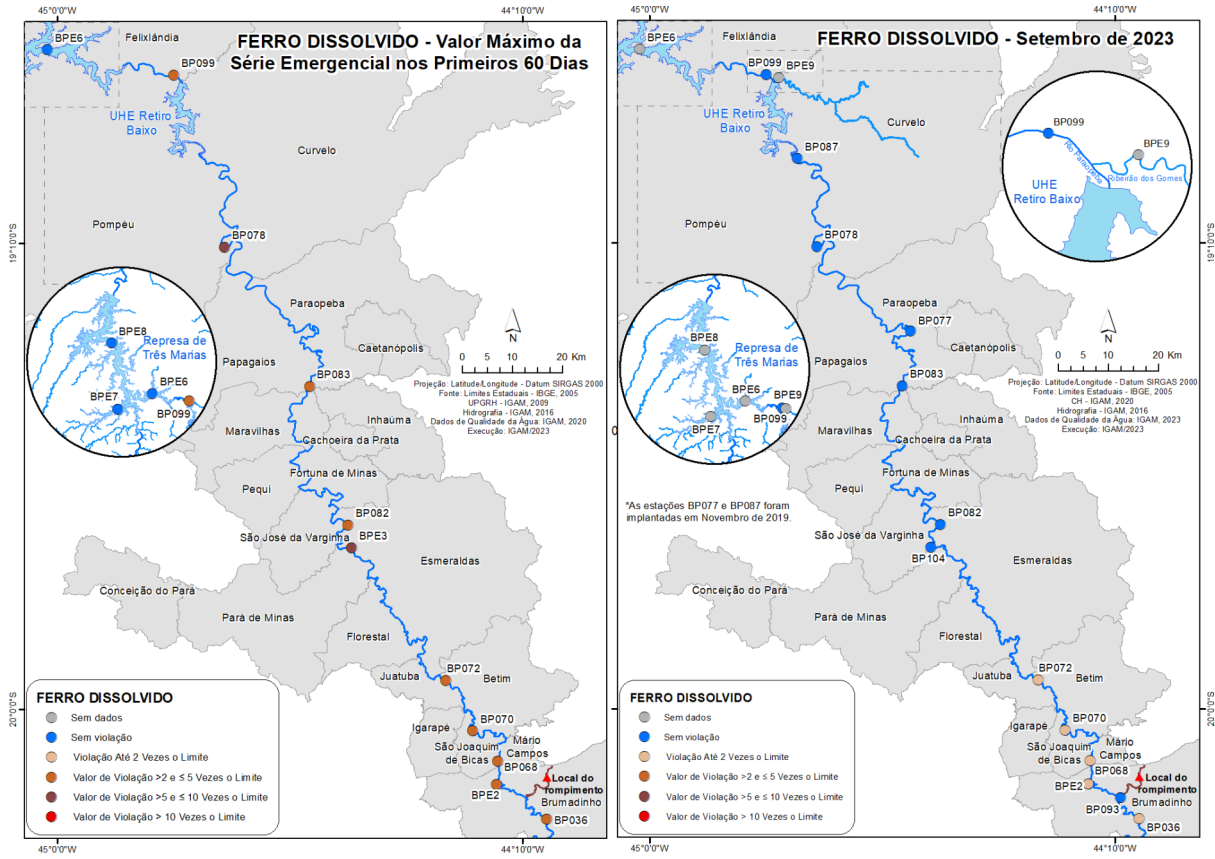 45°0'0"W
44°10'0"W
FERRO DISSOLVIDO - Valor Máximo da
Série Emergencial nos Primeiros 60 Dias
BPE6
Felixlândia
BP099
UHE Retiro
Baixo
Curvelo
Pompéu
BP078
19°10'0"S
Paraopeba
BPE8
Represa de
Três Marias
BPE6
BPE7
BP099
Papagaios
Caetanópolis
N
0 5 10 20 Km
BP083
Projeção: Latitude/Longitude - Datum SIRGAS 2000
Fonte: Limites Estaduais - IBGE, 2005
UPGRH - IGAM, 2009
Hidrografia - IGAM, 2016
Dados de Qualidade da Água: IGAM, 2020
Execução: IGAM/2023
Inhaúma
Maravilhas
Cachoeira da Prata
Fortuna de Minas
Pequi
BP082
São José da Varginha
BPE3
Esmeraldas
Conceição do Pará
Pará de Minas
Florestal
BP072
Juatuba
Betim
20°0'0"S
Igarapé
BP070
São Joaquim
de Bicas
Mário
Campos
BP068
BPE2
Local do
rompimento
Brumadinho
BP036
FERRO DISSOLVIDO
Sem dados
Sem violação
Violação Até 2 Vezes o Limite
Valor de Violação >2 e ≤ 5 Vezes o Limite
Valor de Violação >5 e ≤ 10 Vezes o Limite
Valor de Violação > 10 Vezes o Limite
45°0'0"W
44°10'0"W
45°0'0"W
44°10'0"W
FERRO DISSOLVIDO - Setembro de 2023
BPE6
Felixlândia
BP099
BPE9
UHE Retiro
Baixo
Curvelo
BP087
BP099
BPE9
Rio Paraopeba
Ribeirão dos Gomes
UHE
Retiro Baixo
Pompéu
BP078
19°10'0"S
Paraopeba
BP077
BPE8
Represa de
Três Marias
BPE6
BPE9
BPE7
BP099
Papagaios
Caetanópolis
N
0 5 10 20 Km
BP083
Projeção: Latitude/Longitude - Datum SIRGAS 2000
Fonte: Limites Estaduais - IBGE, 2005
CH - IGAM, 2020
Hidrografia - IGAM, 2016
Dados de Qualidade da Água: IGAM, 2023
Execução: IGAM/2023
Inhaúma
Maravilhas
Cachoeira da Prata
Fortuna de Minas
Pequi
*As estações BP077 e BP087 foram
implantadas em Novembro de 2019.
BP082
São José da Varginha
BP104
Esmeraldas
Conceição do Pará
Pará de Minas
Florestal
BP072
Juatuba
Betim
20°0'0"S
Igarapé
BP070
São Joaquim
de Bicas
Mário
Campos
BP068
BPE2
Local do
rompimento
BP093
Brumadinho
BP036
FERRO DISSOLVIDO
Sem dados
Sem violação
Violação Até 2 Vezes o Limite
Valor de Violação >2 e ≤ 5 Vezes o Limite
Valor de Violação >5 e ≤ 10 Vezes o Limite
Valor de Violação > 10 Vezes o Limite
45°0'0"W
44°10'0"W